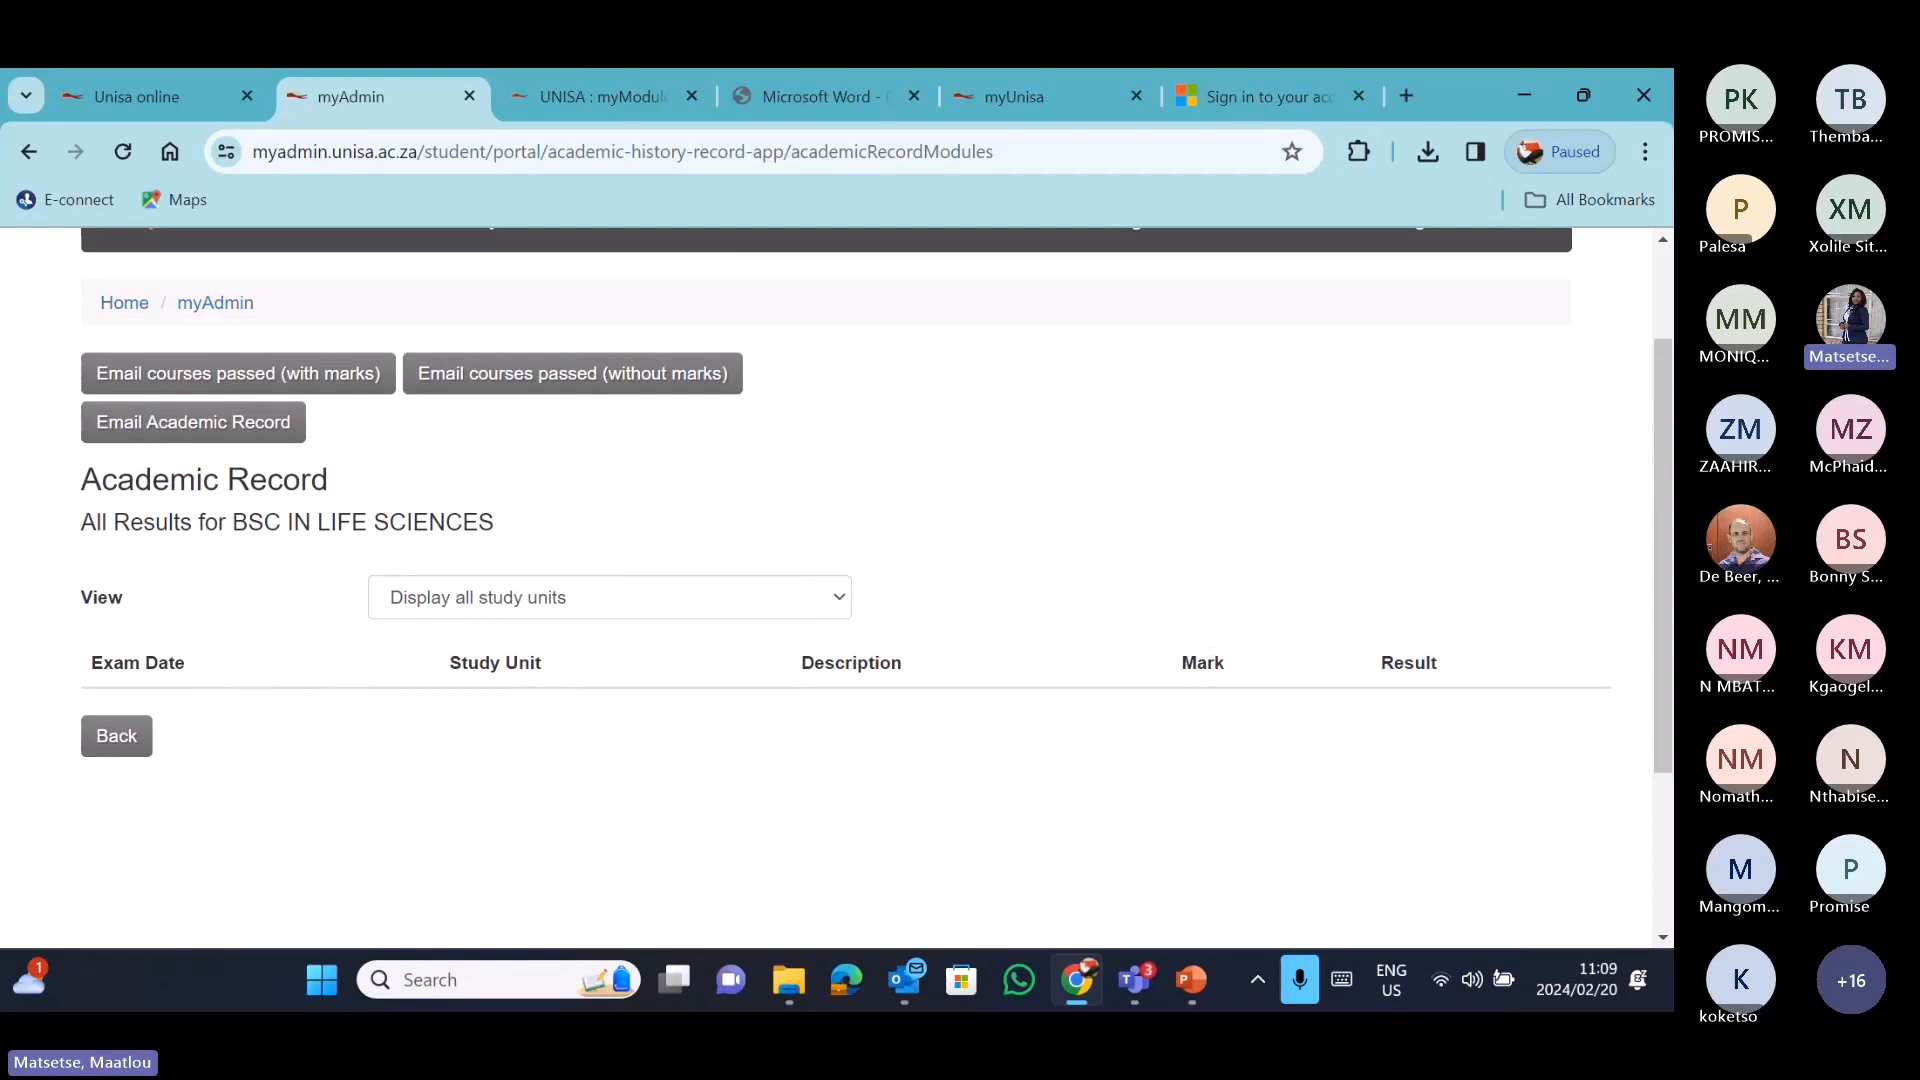 Unisa online
myAdmin
UNISA : myModul
Microsoft Word -
myUnisa
Sign in to your acc
myadmin.unisa.ac.za/student/portal/academic-history-record-app/academicRecordModules
Paused
E-connect
Maps
All Bookmarks
Home / myAdmin
Email courses passed (with marks)
Email courses passed (without marks)
Email Academic Record
Academic Record
All Results for BSC IN LIFE SCIENCES
View
Display all study units
Exam Date
Study Unit
Description
Mark
Result
Back
1
Search
3
ENG
US
11:09
2024/02/20
Matsetse, Maatlou
PK
PROMIS...
TB
Themba...
P
Palesa
XM
Xolile Sit...
MM
MONIQ...
Matsetse...
ZM
ZAAHIR...
MZ
McPhaid...
De Beer, ...
BS
Bonny S...
NM
N MBAT...
KM
Kgaogel...
NM
Nomath...
N
Nthabise...
M
Mangom...
P
Promise
K
koketso
+16